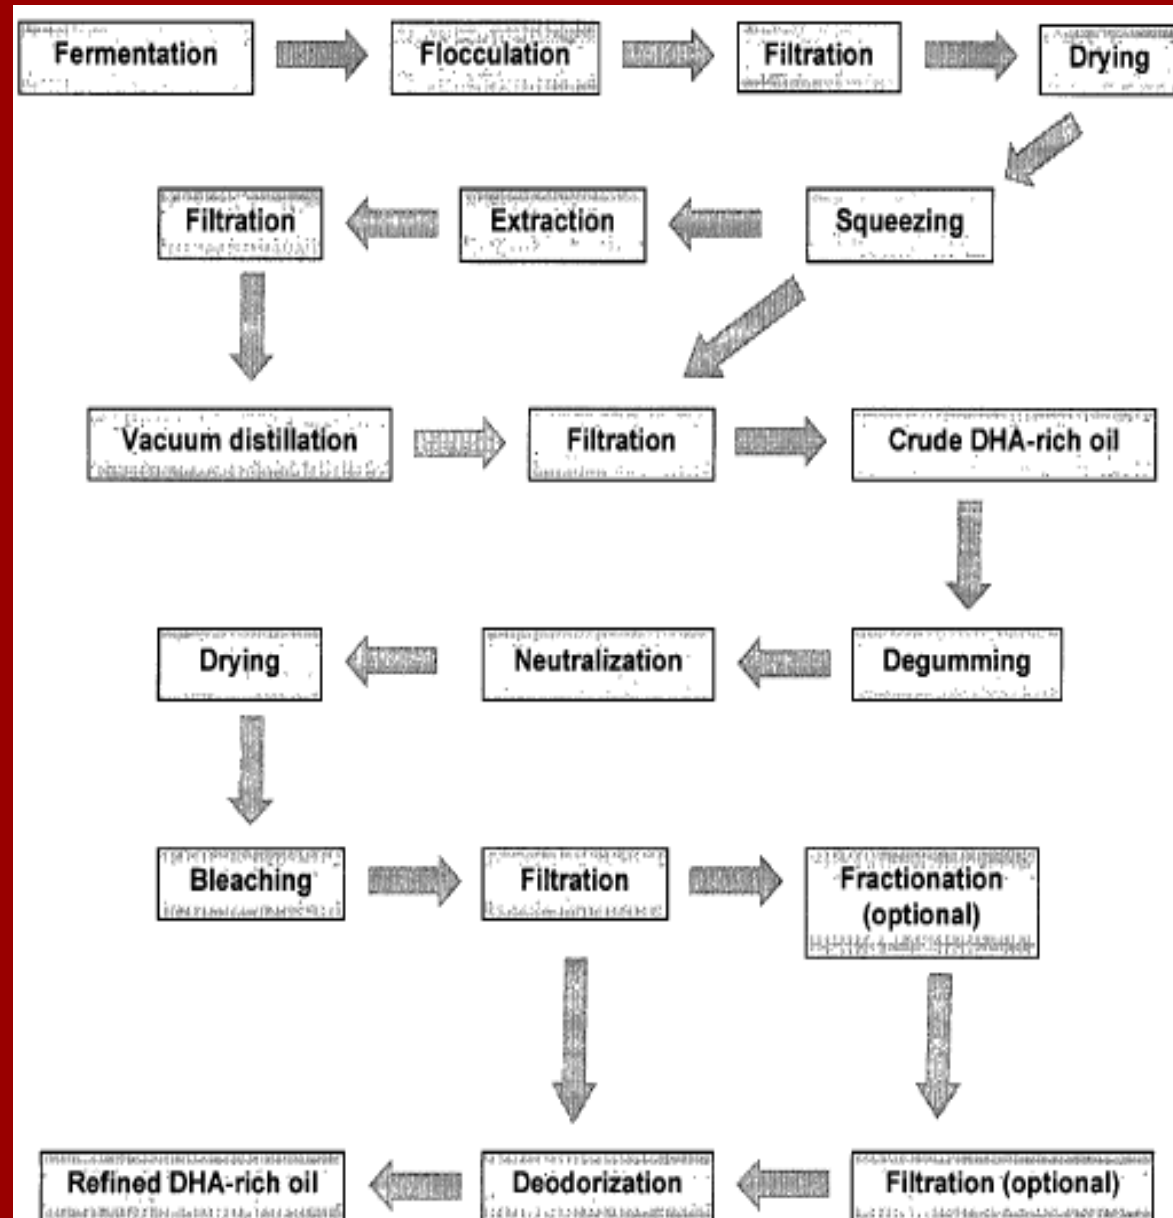 Fermentation
Flocculation
Filtration
Drying
Squeezing
Extraction
Filtration
Vacuum distillation
Filtration
Crude DHA-rich oil
Degumming
Neutralization
Drying
Bleaching
Filtration
Fractionation
(optional)
Filtration (optional)
Deodorization
Refined DHA-rich oil